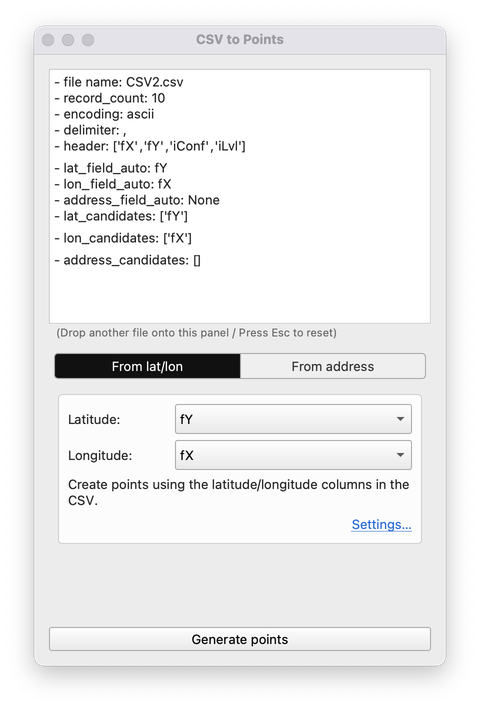 CSV to Points
- file name: CSV2.csv
- record_count: 10
- encoding: ascii
- delimiter: ,
- header: ['fX','fY','iConf','iLvl']
- lat_field_auto: fY
- lon_field_auto: fX
- address_field_auto: None
- lat_candidates: ['fY']
- lon_candidates: ['fX']
- address_candidates: []
(Drop another file onto this panel / Press Esc to reset)
From lat/lon
From address
Latitude:
fY
Longitude:
fX
Create points using the latitude/longitude columns in the
CSV.
Settings...
Generate points